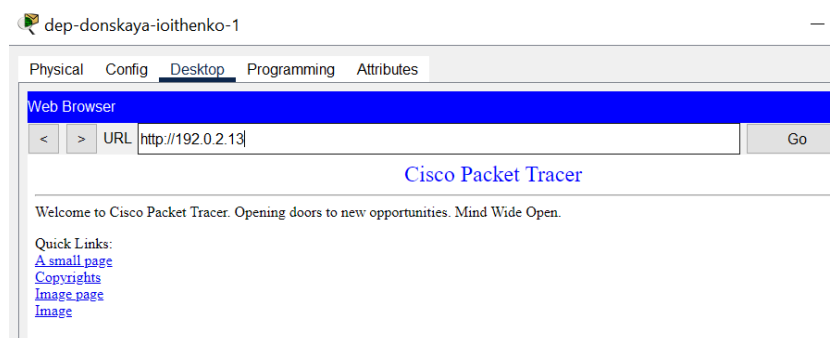 dep-donskaya-ioithenko-1
Physical Config Desktop Programming Attributes
Web Browser
< > URL http://192.0.2.13 Go
Cisco Packet Tracer
Welcome to Cisco Packet Tracer. Opening doors to new opportunities. Mind Wide Open.
Quick Links:
A small page
Copyrights
Image page
Image